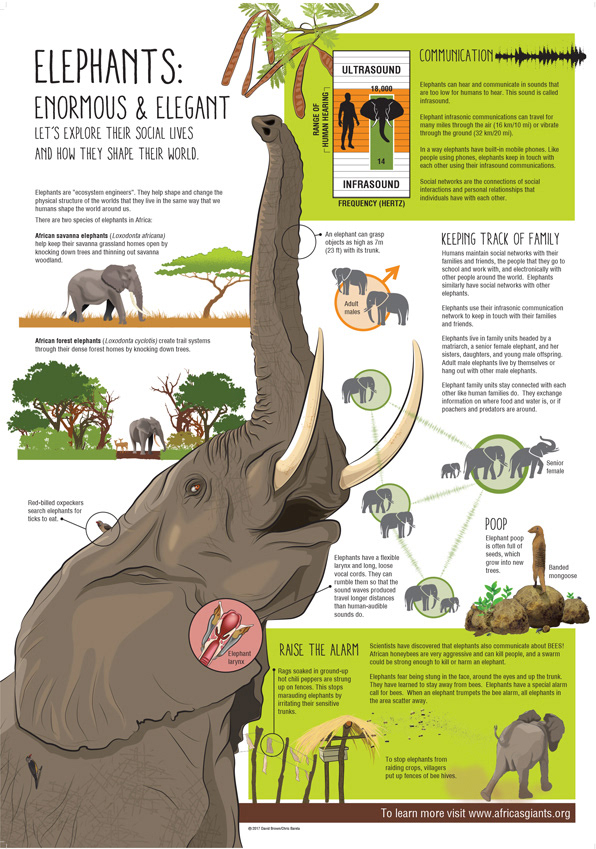 ELEPHANTS:
ENORMOUS & ELEGANT
LET'S EXPLORE THEIR SOCIAL LIVES
AND HOW THEY SHAPE THEIR WORLD.
Elephants are "ecosystem engineers". They help shape and change the
physical structure of the worlds that they live in the same way that we
humans shape the world around us.
There are two species of elephants in Africa:
African savanna elephants (Loxodonta africana)
help keep their savanna grassland homes open by
knocking down trees and thinning out savanna
woodland.
African forest elephants (Loxodonta cyclotis) create trail systems
through their dense forest homes by knocking down trees.
Red-billed oxpeckers
search elephants for
ticks to eat.
An elephant can grasp
objects as high as 7m
(23 ft) with its trunk.
RANGE OF
HUMAN HEARING
ULTRASOUND
18,000
14
INFRASOUND
FREQUENCY (HERTZ)
COMMUNICATION
Elephants can hear and communicate in sounds that
are too low for humans to hear. This sound is called
infrasound.
Elephant infrasonic communications can travel for
many miles through the air (16 km/10 mi) or vibrate
through the ground (32 km/20 mi).
In a way elephants have built-in mobile phones. Like
people using phones, elephants keep in touch with
each other using their infrasound communications.
Social networks are the connections of social
interactions and personal relationships that
individuals have with each other.
KEEPING TRACK OF FAMILY
Humans maintain social networks with their
families and friends, the people that they go to
school and work with, and electronically with
other people around the world. Elephants
similarly have social networks with other
elephants.
Elephants use their infrasonic communication
network to keep in touch with their families
and friends.
Elephants live in family units headed by a
matriarch, a senior female elephant, and her
sisters, daughters, and young male offspring.
Adult male elephants live by themselves or
hang out with other male elephants.
Elephant family units stay connected with each
other like human families do. They exchange
information on where food and water is, or if
poachers and predators are around.
Adult
males
Senior
female
POOP
Elephant poop
is often full of
seeds, which
grow into new
trees.
Banded
mongoose
Elephants have a flexible
larynx and long, loose
vocal cords. They can
rumble them so that the
sound waves produced
travel longer distances
than human-audible
sounds do.
Elephant
larynx
RAISE THE ALARM
Rags soaked in ground-up
hot chili peppers are strung
up on fences. This stops
marauding elephants by
irritating their sensitive
trunks.
Scientists have discovered that elephants also communicate about BEES!
African honeybees are very aggressive and can kill people, and a swarm
could be strong enough to kill or harm an elephant.
Elephants fear being stung in the face, around the eyes and up the trunk.
They have learned to stay away from bees. Elephants have a special alarm
call for bees. When an elephant trumpets the bee alarm, all elephants in
the area scatter away.
To stop elephants from
raiding crops, villagers
put up fences of bee hives.
To learn more visit www.africasgiants.org
© 2017 David Brown/Chris Barela